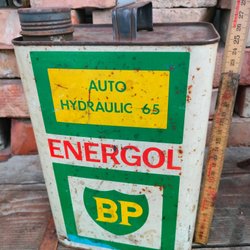 AUTO
HYDRAULIC 65
ENERGOL
BP